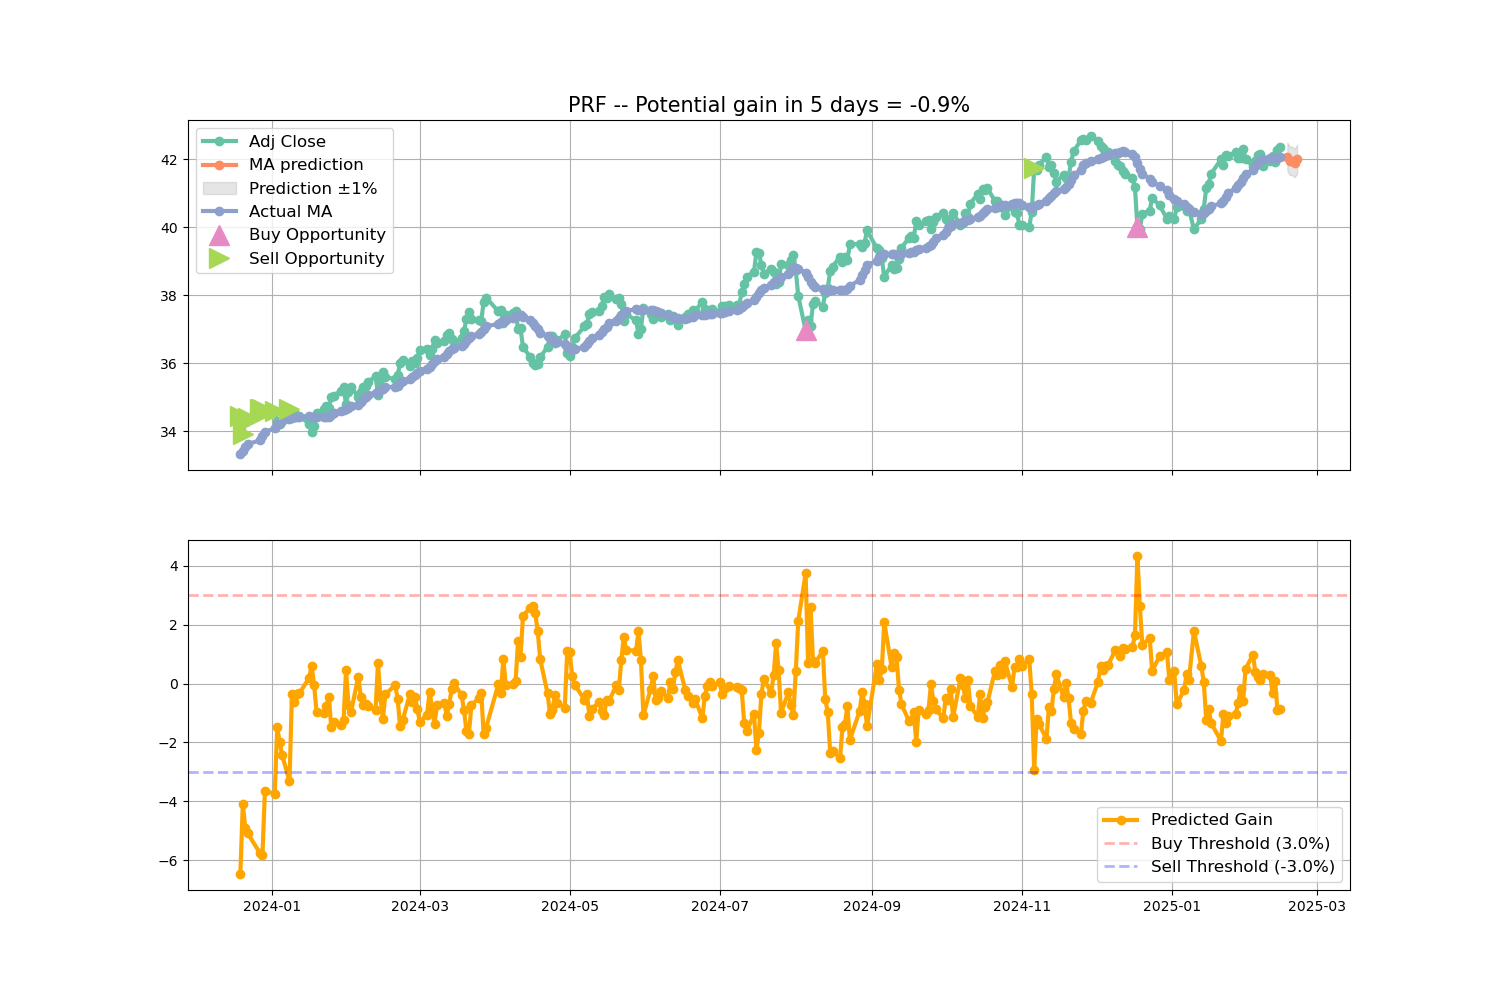 PRF -- Potential gain in 5 days = -0.9%
Adj Close
MA prediction
Prediction ±1%
Actual MA
Buy Opportunity
Sell Opportunity
42
40
38
36
34
4
2
0
−2
−4
−6
Predicted Gain
Buy Threshold (3.0%)
Sell Threshold (-3.0%)
2024-01 2024-03 2024-05 2024-07 2024-09 2024-11 2025-01 2025-03